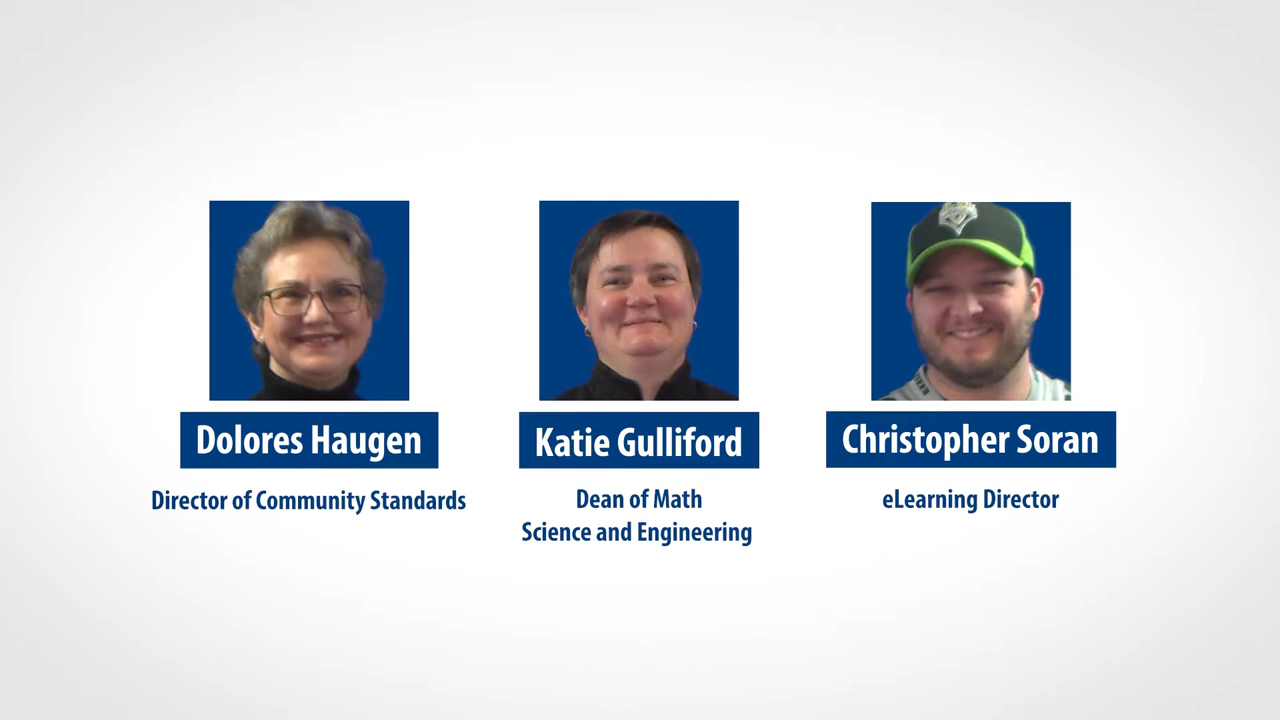 Dolores Haugen
Director of Community Standards
Katie Gulliford
Dean of Math
Science and Engineering
Christopher Soran
eLearning Director